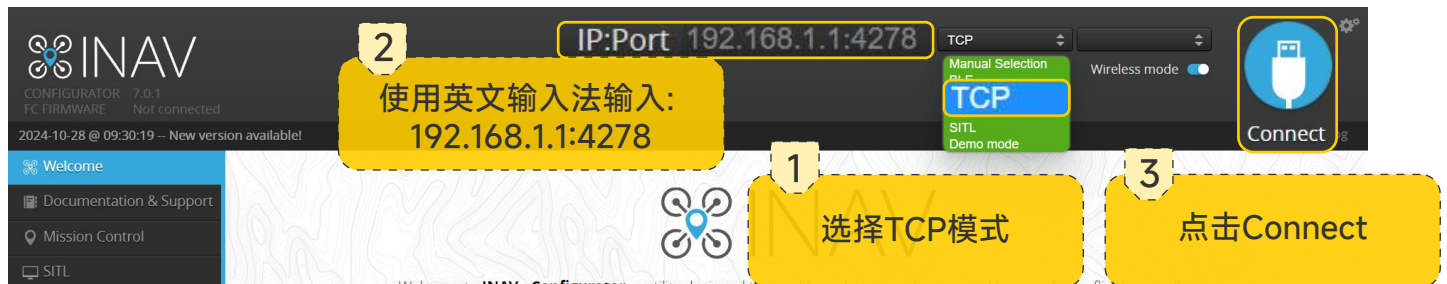 INAV
CONFIGURATOR 7.0.1
FC FIRMWARE Not connected
2
使用英文输入法输入:
192.168.1.1:4278
IP:Port 192.168.1.1:4278
TCP
Manual Selection
BLE
TCP
SITL
Demo mode
Wireless mode
Connect
2024-10-28 @ 09:30:19 -- New version available!
Welcome
Documentation & Support
Mission Control
SITL
INAV
1
选择TCP模式
3
点击Connect